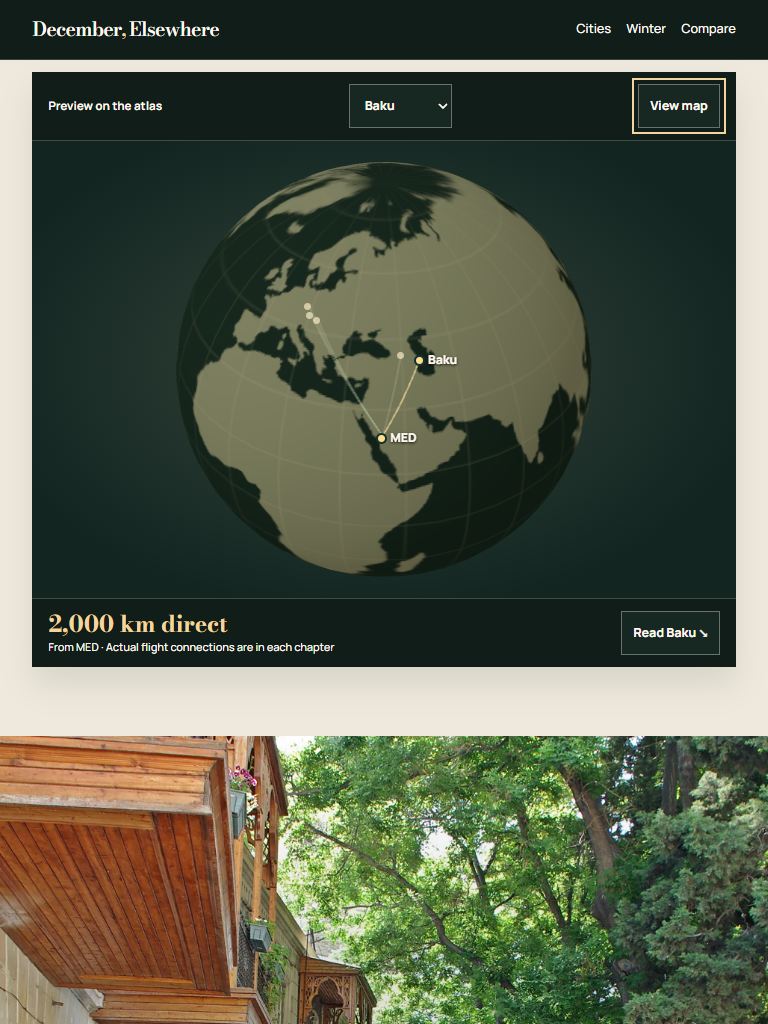 December, Elsewhere
Cities Winter Compare
Preview on the atlas
Baku
View map
Baku
MED
2,000 km direct
From MED · Actual flight connections are in each chapter
Read Baku ↘